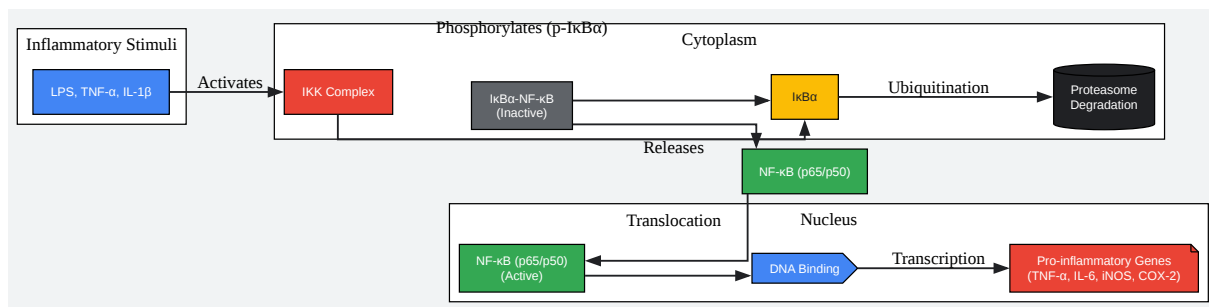 Phosphorylates (p-IκBα)
Inflammatory Stimuli
Cytoplasm
LPS, TNF-α, IL-1β
Activates
IKK Complex
IκBα-NF-κB
(Inactive)
IκBα
Ubiquitination
Proteasome
Degradation
Releases
NF-κB (p65/p50)
Translocation
Nucleus
NF-κB (p65/p50)
(Active)
DNA Binding
Transcription
Pro-inflammatory Genes
(TNF-α, IL-6, iNOS, COX-2)